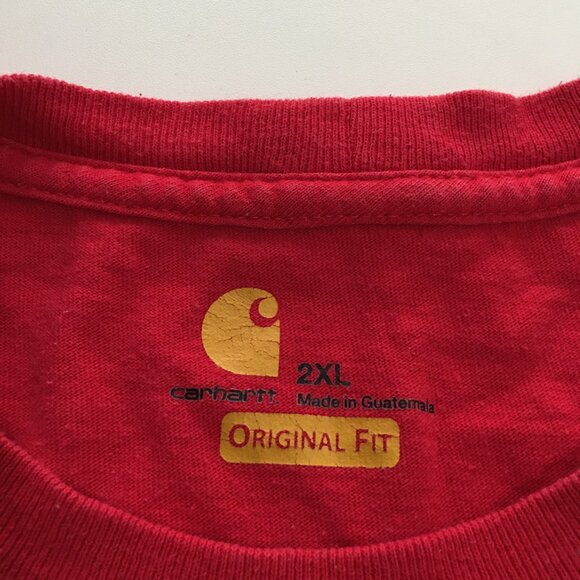 2XL
carhartt
Made in Guatemala
ORIGINAL FIT